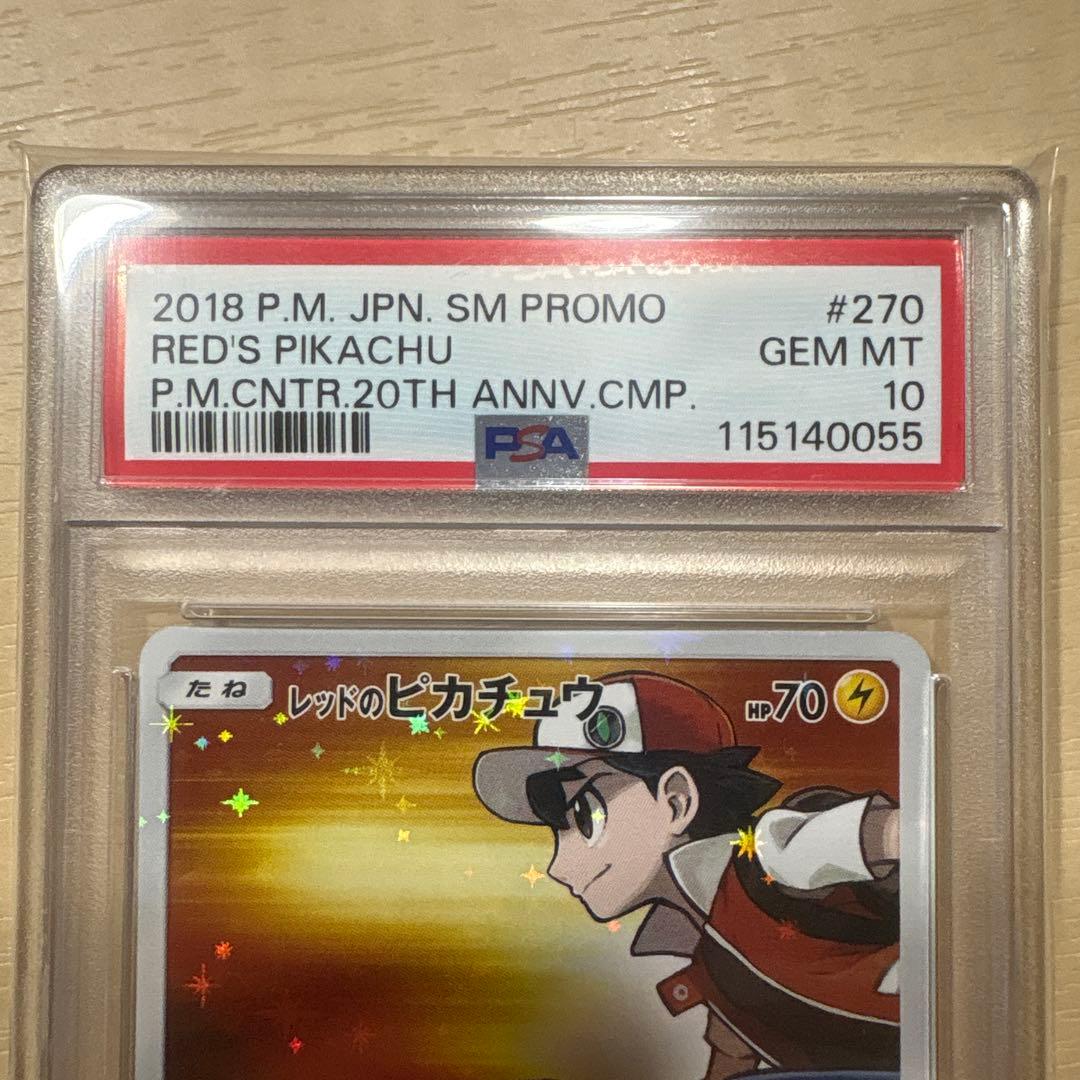 2018 P.M. JPN. SM PROMO #270
RED'S PIKACHU GEM MT
P.M.CNTR.20TH ANNV.CMP. 10
PSA 115140055
たね レッドのピカチュウ HP70